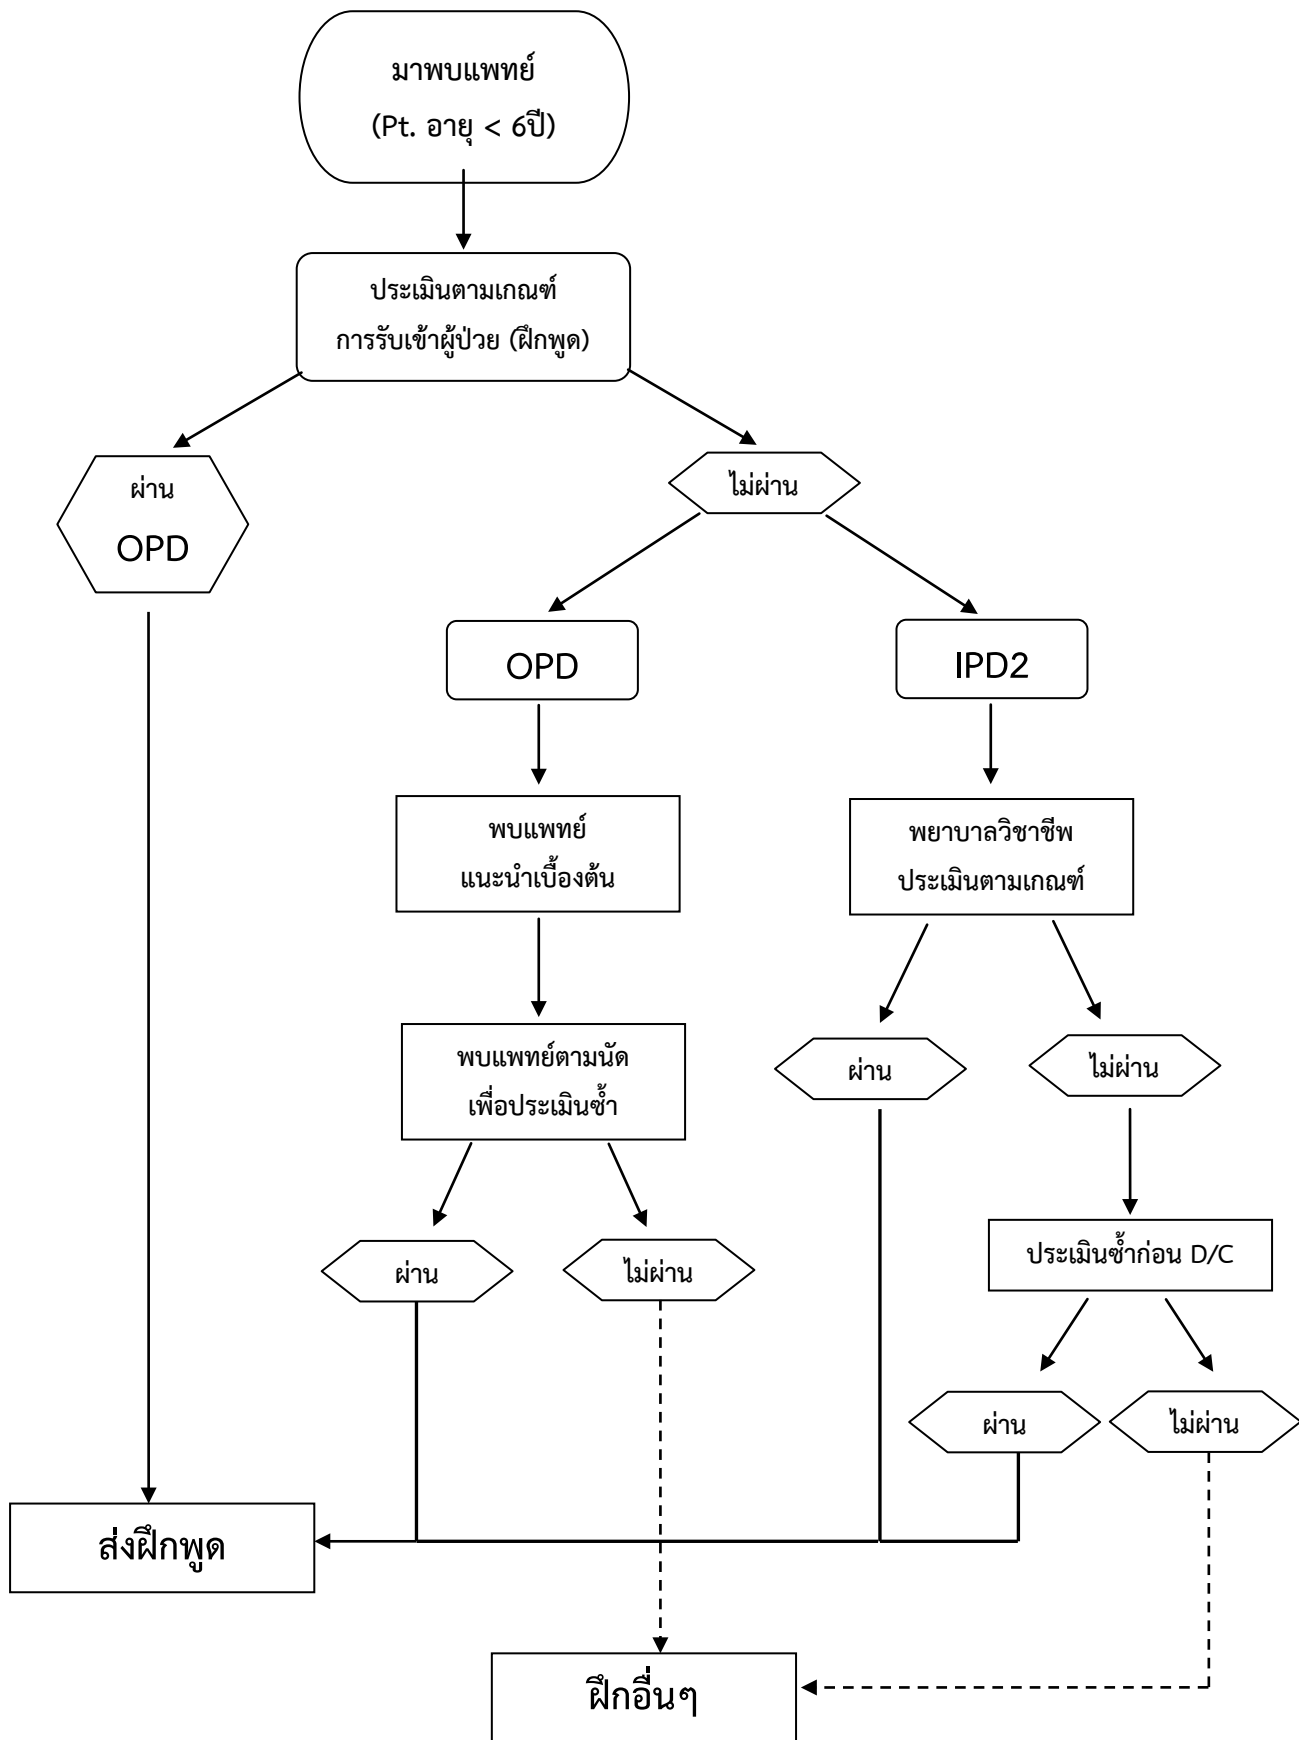 มาพบแพทย์
(Pt. อายุ < 6ปี)
ประเมินตามเกณฑ์
การรับเข้าผู้ป่วย (ฝึกพูด)
ผ่าน
OPD
ไม่ผ่าน
OPD
IPD2
พบแพทย์
แนะนำเบื้องต้น
พยาบาลวิชาชีพ
ประเมินตามเกณฑ์
พบแพทย์ตามนัด
เพื่อประเมินซ้ำ
ผ่าน
ไม่ผ่าน
ผ่าน
ไม่ผ่าน
ประเมินซ้ำก่อน D/C
ผ่าน
ไม่ผ่าน
ส่งฝึกพูด
ฝึกอื่นๆ